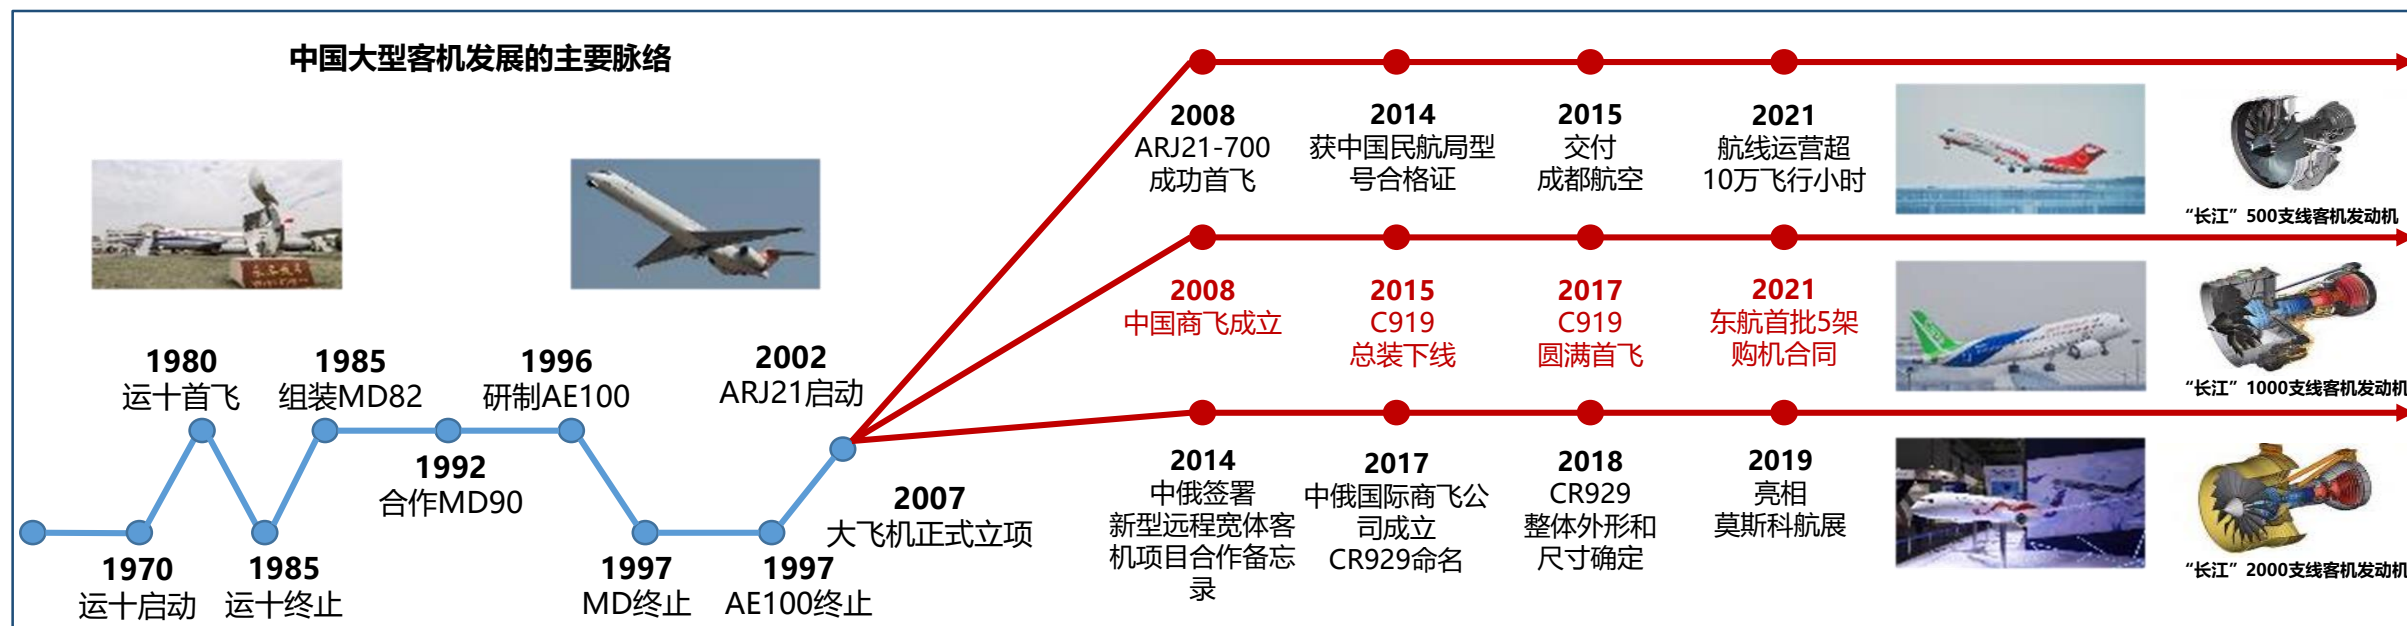 中国大型客机发展的主要脉络
2008
ARJ21-700
成功首飞
2014
获中国民航局型
号合格证
2015
交付
成都航空
2021
航线运营超
10万飞行小时
“长江”500支线客机发动机
2008
中国商飞成立
2015
C919
总装下线
2017
C919
圆满首飞
2021
东航首批5架
购机合同
“长江”1000支线客机发动机
1980
运十首飞
1985
组装MD82
1996
研制AE100
2002
ARJ21启动
1992
合作MD90
2007
大飞机正式立项
1970
运十启动
1985
运十终止
1997
MD终止
1997
AE100终止
2014
中俄签署
新型远程宽体客
机项目合作备忘
录
2017
中俄国际商飞公
司成立
CR929命名
2018
CR929
整体外形和
尺寸确定
2019
亮相
莫斯科航展
“长江”2000支线客机发动机